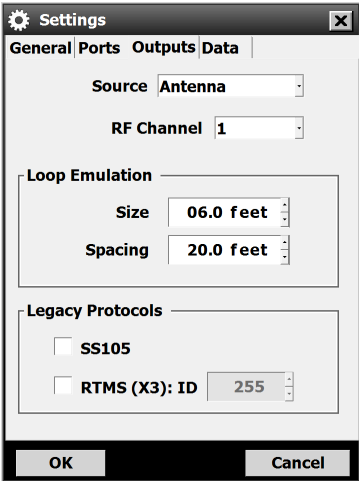 Settings
General Ports Outputs Data
Source Antenna
RF Channel 1
Loop Emulation
Size 06.0 feet
Spacing 20.0 feet
Legacy Protocols
SS105
RTMS (X3): ID 255
OK Cancel